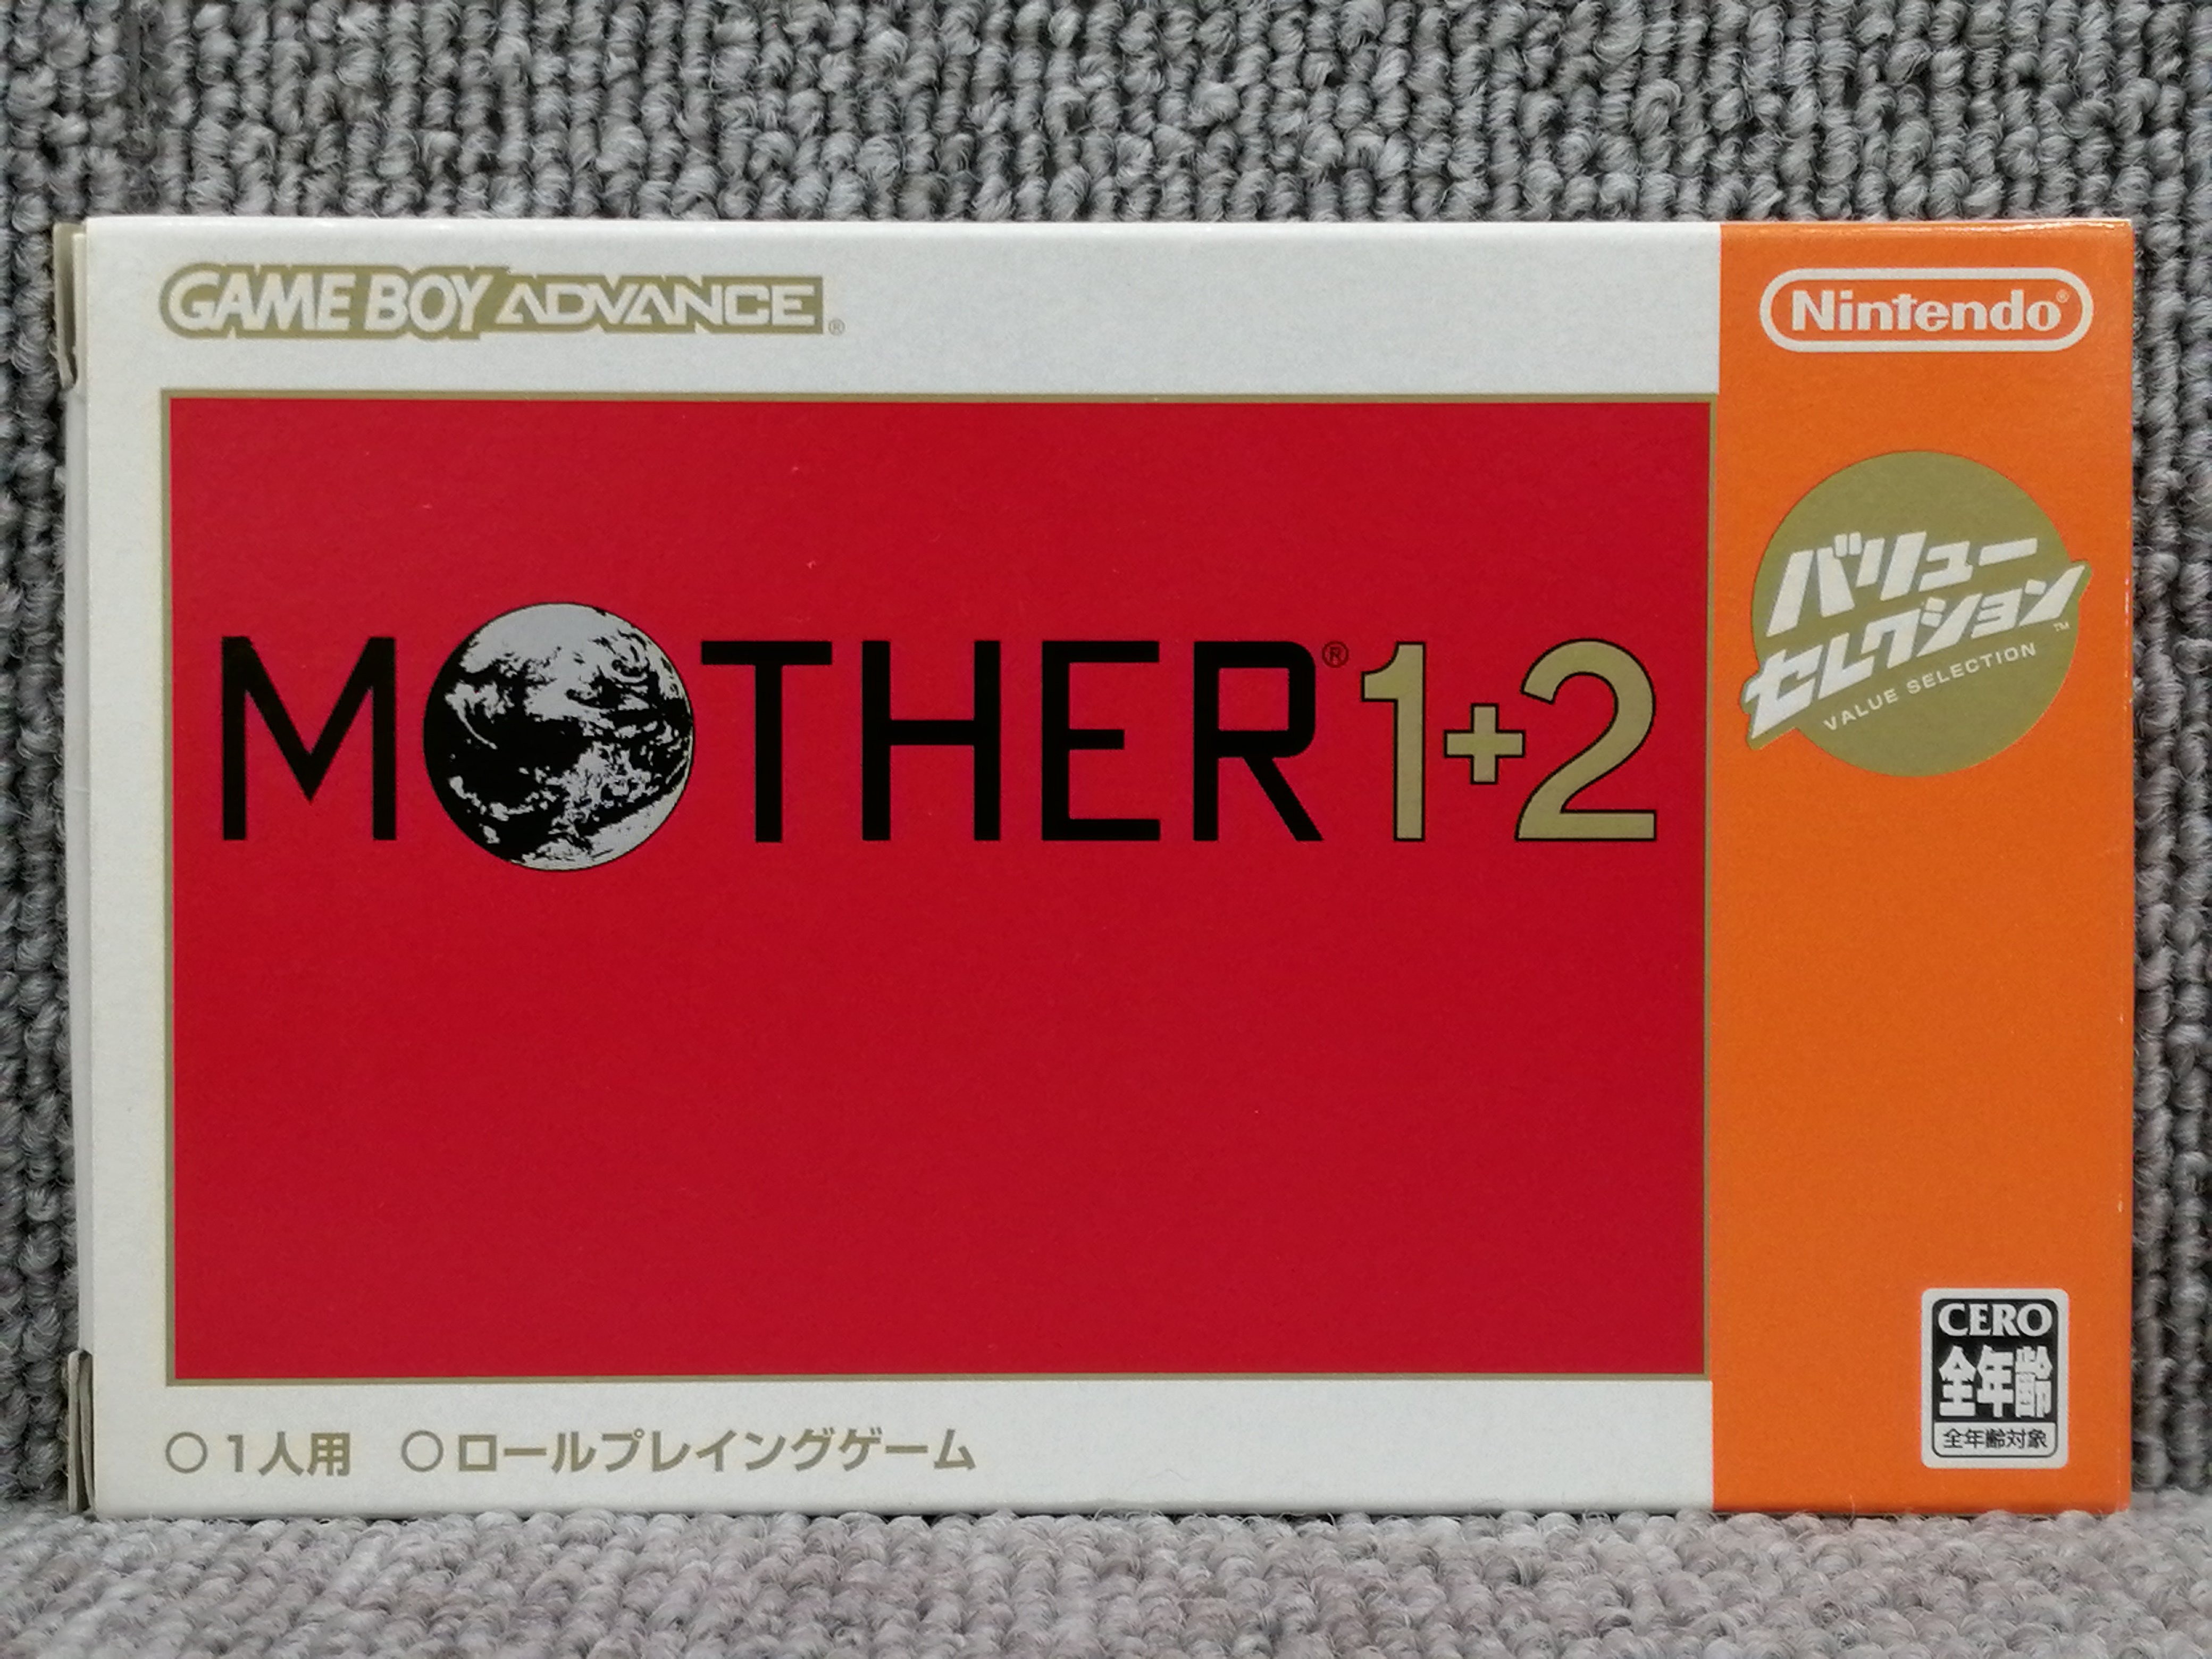 GAME BOY ADVANCE®
Nintendo®
MOTHER®1+2
バリュー
セレクション™
VALUE SELECTION
○1人用 ○ロールプレイングゲーム
CERO
全年齢
全年齢対象